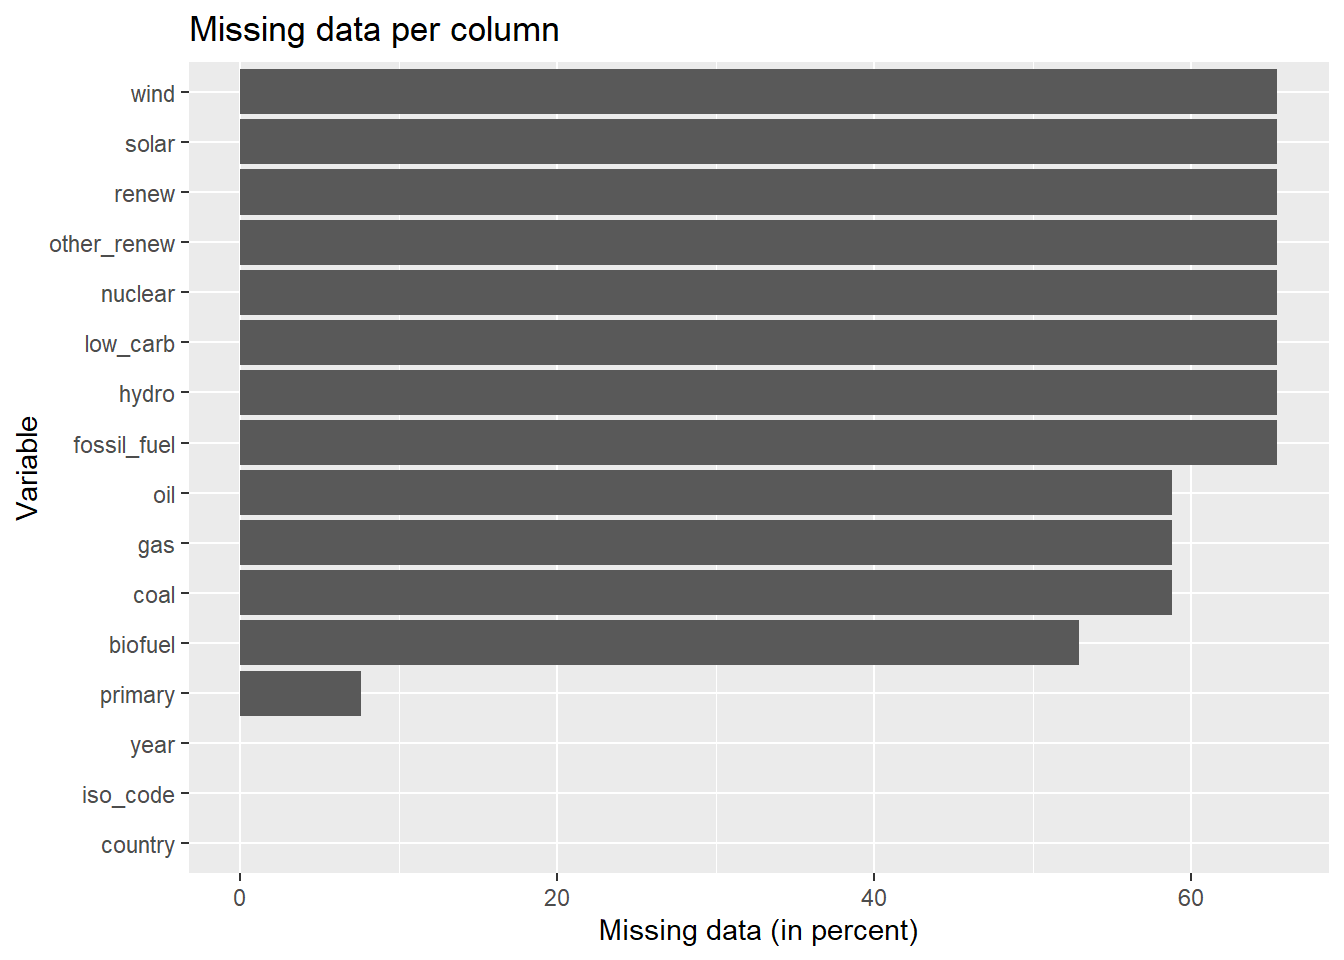 Missing data per column
wind
solar
renew
other_renew
nuclear
low_carb
hydro
fossil_fuel
oil
gas
coal
biofuel
primary
year
iso_code
country
Variable
0 20 40 60
Missing data (in percent)